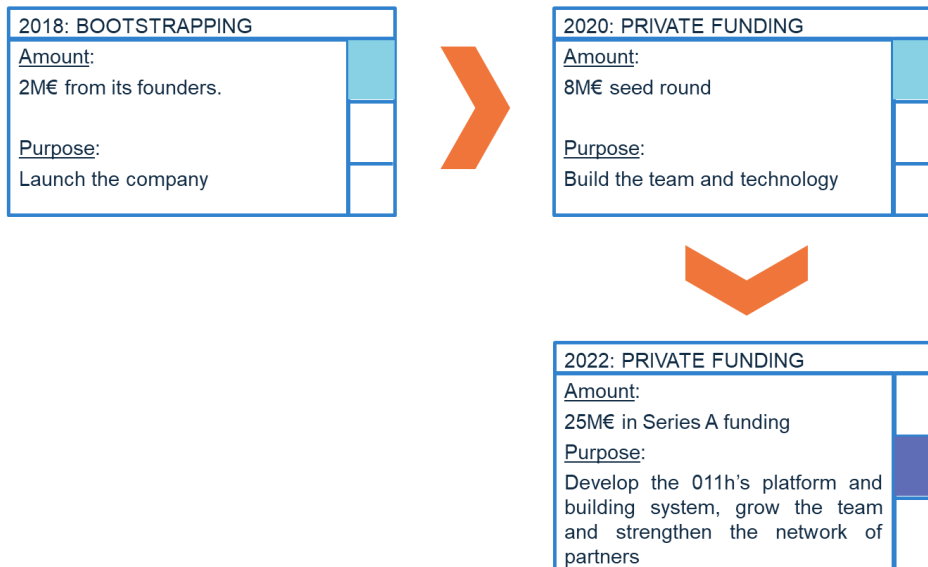 2018: BOOTSTRAPPING
Amount:
2M€ from its founders.
Purpose:
Launch the company
2020: PRIVATE FUNDING
Amount:
8M€ seed round
Purpose:
Build the team and technology
2022: PRIVATE FUNDING
Amount:
25M€ in Series A funding
Purpose:
Develop the 011h's platform and
building system, grow the team
and strengthen the network of
partners